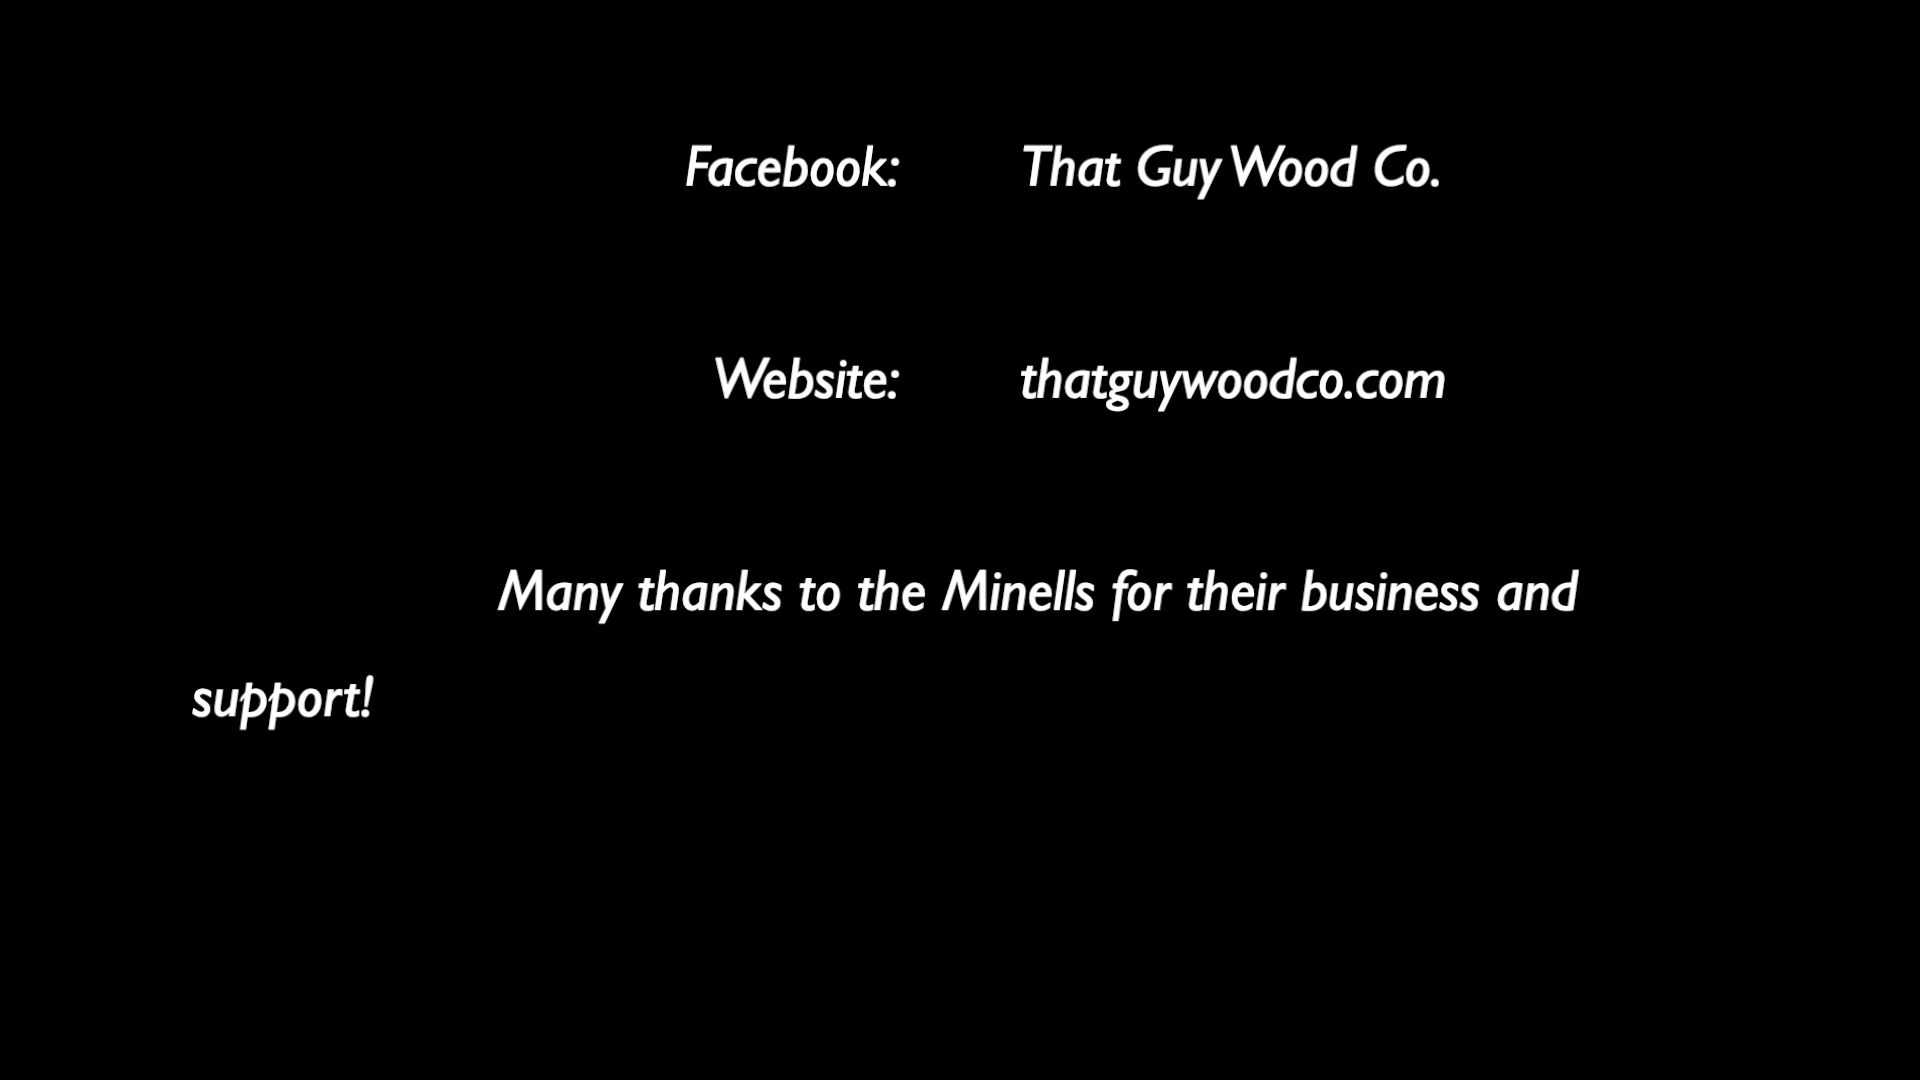 Facebook: That Guy Wood Co.
Website: thatguywoodco.com
Many thanks to the Minells for their business and
support!